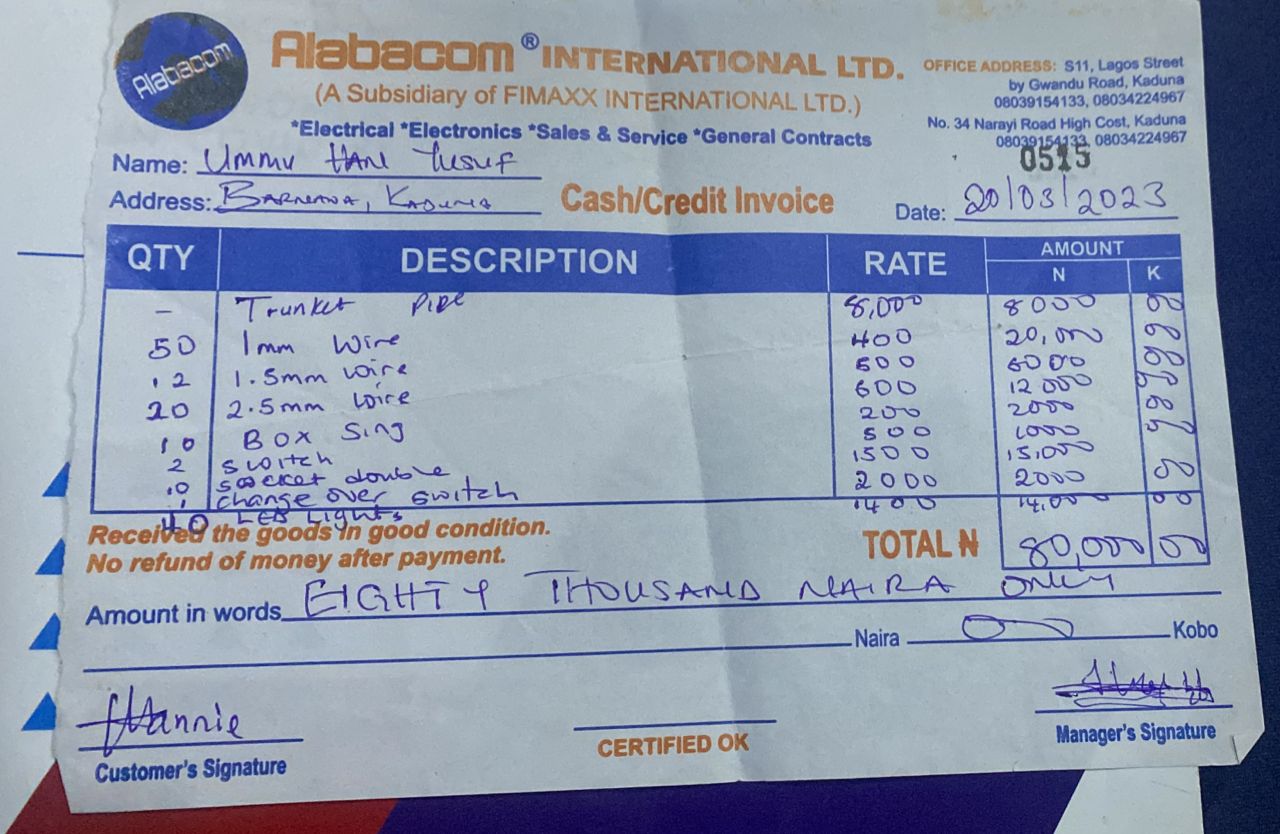 Alabacom
Alabacom® INTERNATIONAL LTD.
(A Subsidiary of FIMAXX INTERNATIONAL LTD.)
*Electrical *Electronics *Sales & Service *General Contracts
OFFICE ADDRESS: S11, Lagos Street
by Gwandu Road, Kaduna
08039154133, 08034224967
No. 34 Narayi Road High Cost, Kaduna
08039154133, 08034224967
0515
Name: Ummu Hani Yusuf
Address: Barnawa, Kaduna
Cash/Credit Invoice
Date: 20/03/2023
QTY DESCRIPTION RATE AMOUNT
N K
- Trunket Pipe 8,000 8000 00
50 1mm wire 400 20,000 00
12 1.5mm wire 500 6000 00
20 2.5mm wire 600 12000 00
10 Box Sing 200 2000 00
2 switch 500 1000 00
10 socket double 1500 15,000
1 change over switch 2000 2000 00
40 LED Lights 1400 14,00 00
Received the goods in good condition.
No refund of money after payment.
TOTAL ₦ 80,000 00
Amount in words EIGHTY THOUSAND NAIRA ONLY
Naira 00 Kobo
Hannie
Customer's Signature
CERTIFIED OK
Manager's Signature